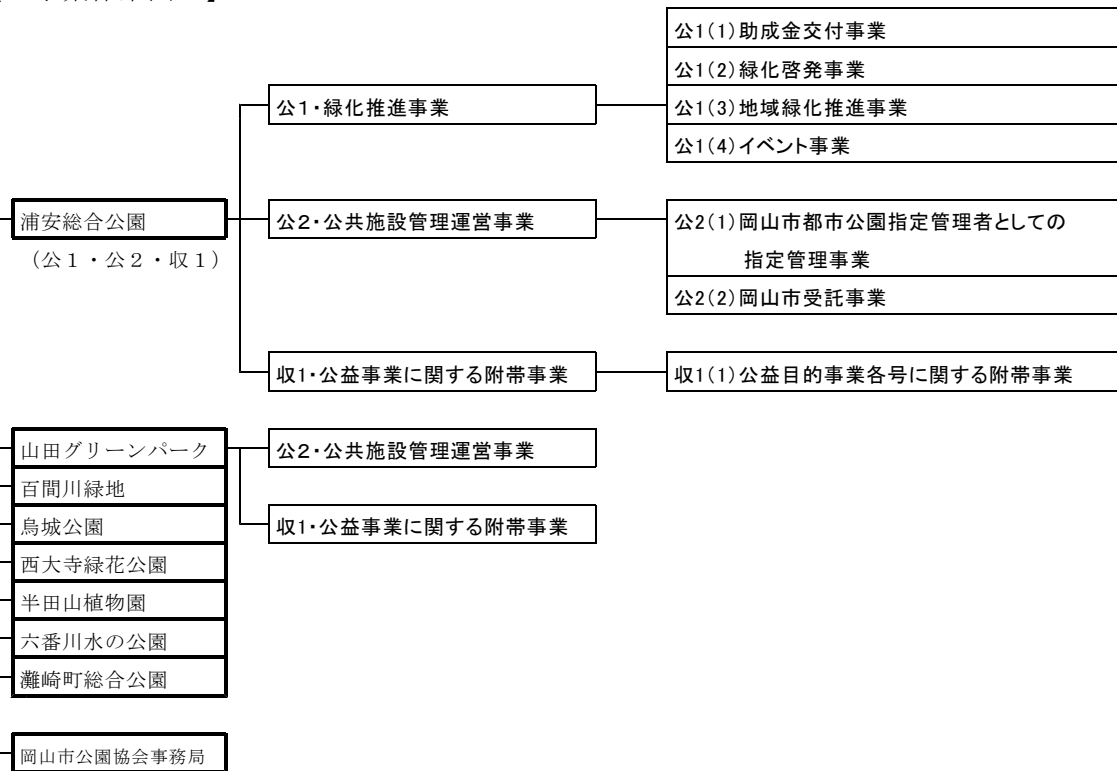 公1(1)助成金交付事業
公1(2)緑化啓発事業
公1・緑化推進事業
公1(3)地域緑化推進事業
公1(4)イベント事業
浦安総合公園
公2・公共施設管理運営事業
公2(1)岡山市都市公園指定管理者としての
(公1・公2・収1)
指定管理事業
公2(2)岡山市受託事業
収1・公益事業に関する附帯事業
収1(1)公益目的事業各号に関する附帯事業
山田グリーンパーク
公2・公共施設管理運営事業
百間川緑地
烏城公園
収1・公益事業に関する附帯事業
西大寺緑花公園
半田山植物園
六番川水の公園
灘崎町総合公園
岡山市公園協会事務局